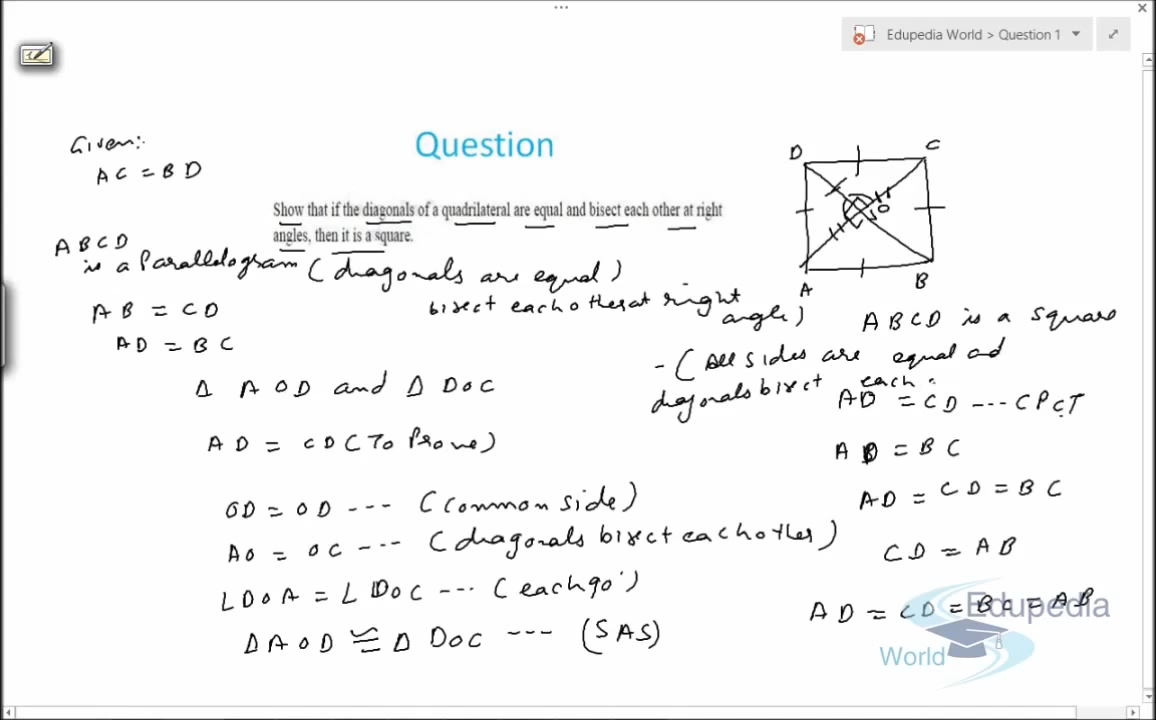 Edupedia World > Question 1
Given:-
AC = BD
Question
Show that if the diagonals of a quadrilateral are equal and bisect each other at right
angles, then it is a square.
D
C
O
A
B
ABCD
is a Parallelogram (diagonals are equal)
bisect each other at right
angle)
AB = CD
AD = BC
Δ AOD and Δ DOC
AD = CD (To Prove)
OD = OD --- (common side)
AO = OC --- (diagonals bisect each other)
∠DOA = ∠DOC --- (each 90°)
ΔAOD ≅ Δ DOC --- (SAS)
ABCD is a square
- (All sides are equal ad
diagonals bisect each.
AD = CD --- CPCT
AD = BC
AD = CD = BC
CD = AB
AD = CD = BC = AB
Edupedia
World